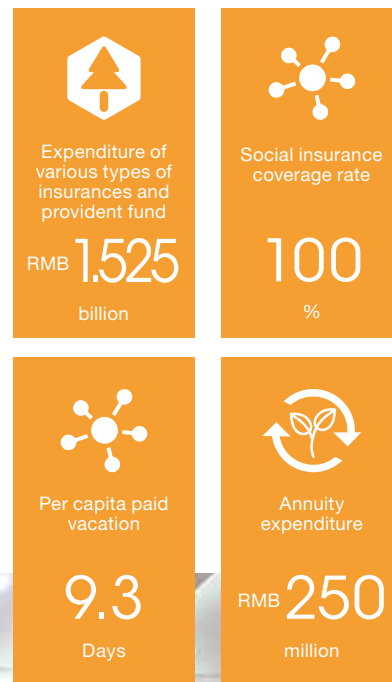 Expenditure of
various types of
insurances and
provident fund
RMB 1.525
billion
Social insurance
coverage rate
100
%
Per capita paid
vacation
9.3
Days
Annuity
expenditure
RMB 250
million